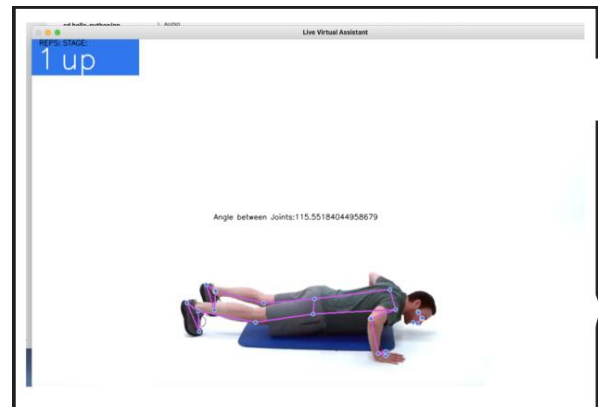 Live Virtual Assistant
REPS: STAGE:
1 up
Angle between Joints:115.55184044958679